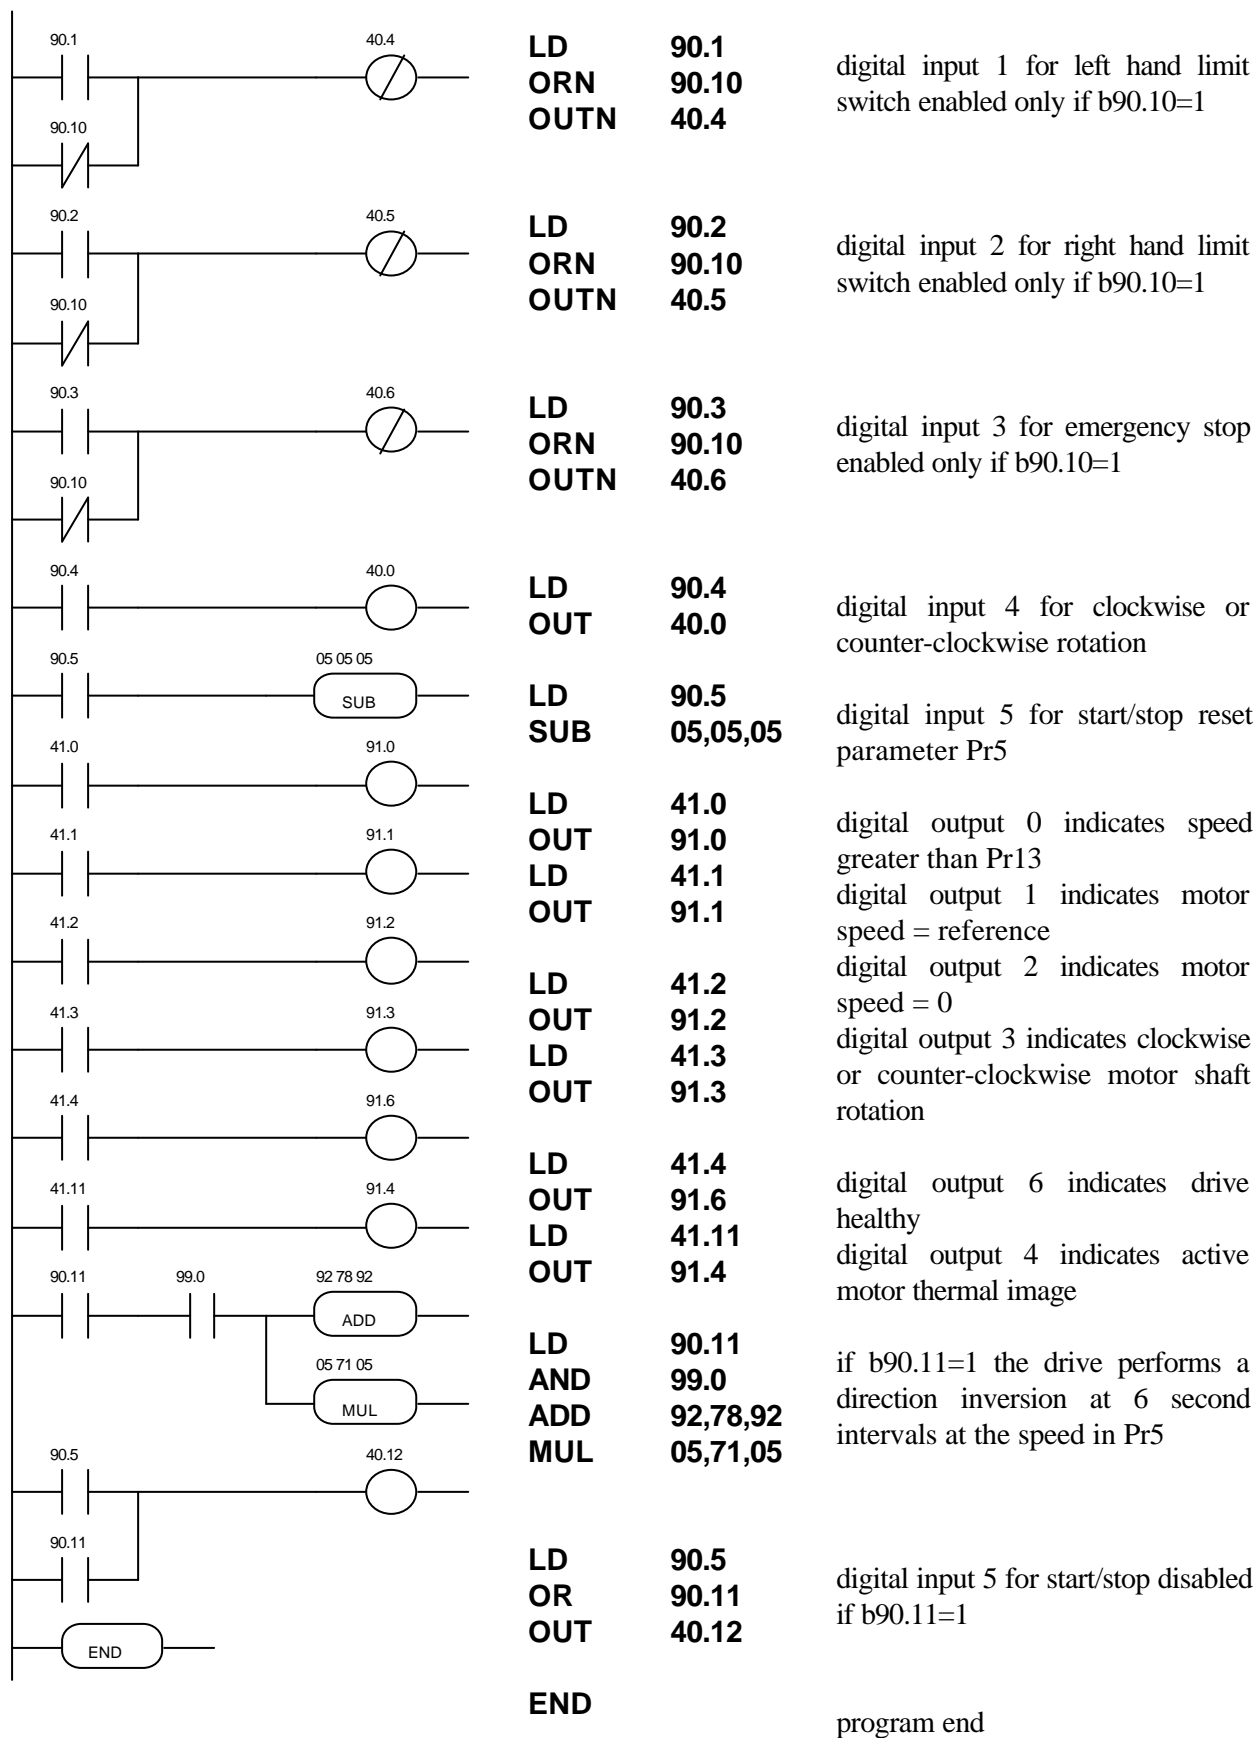 90.1 40.4
90.10
90.2 40.5
90.10
90.3 40.6
90.10
90.4 40.0
90.5 05 05 05
SUB
41.0 91.0
41.1 91.1
41.2 91.2
41.3 91.3
41.4 91.6
41.11 91.4
90.11 99.0 92 78 92
ADD
05 71 05
MUL
90.5 40.12
90.11
END
LD 90.1
ORN 90.10
OUTN 40.4
LD 90.2
ORN 90.10
OUTN 40.5
LD 90.3
ORN 90.10
OUTN 40.6
LD 90.4
OUT 40.0
LD 90.5
SUB 05,05,05
LD 41.0
OUT 91.0
LD 41.1
OUT 91.1
LD 41.2
OUT 91.2
LD 41.3
OUT 91.3
LD 41.4
OUT 91.6
LD 41.11
OUT 91.4
LD 90.11
AND 99.0
ADD 92,78,92
MUL 05,71,05
LD 90.5
OR 90.11
OUT 40.12
END
digital input 1 for left hand limit
switch enabled only if b90.10=1
digital input 2 for right hand limit
switch enabled only if b90.10=1
digital input 3 for emergency stop
enabled only if b90.10=1
digital input 4 for clockwise or
counter-clockwise rotation
digital input 5 for start/stop reset
parameter Pr5
digital output 0 indicates speed
greater than Pr13
digital output 1 indicates motor
speed = reference
digital output 2 indicates motor
speed = 0
digital output 3 indicates clockwise
or counter-clockwise motor shaft
rotation
digital output 6 indicates drive
healthy
digital output 4 indicates active
motor thermal image
if b90.11=1 the drive performs a
direction inversion at 6 second
intervals at the speed in Pr5
digital input 5 for start/stop disabled
if b90.11=1
program end